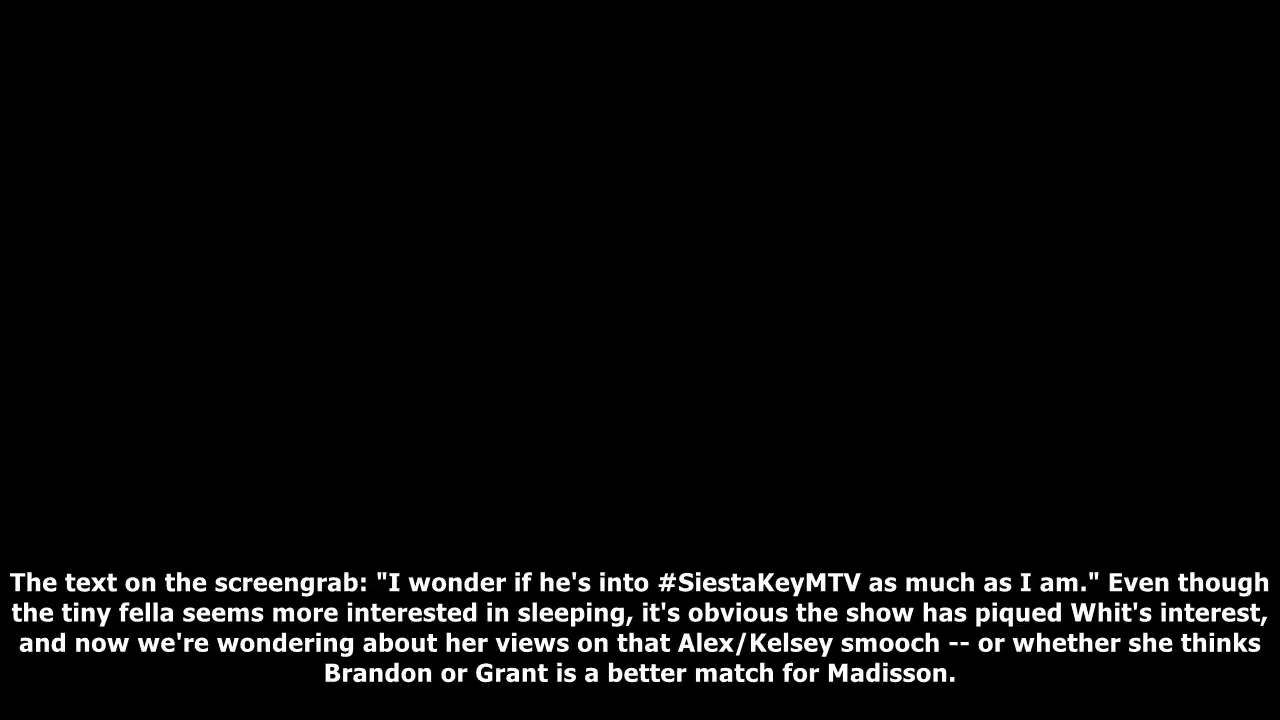 The text on the screengrab: "I wonder if he's into #SiestaKeyMTV as much as I am." Even though
the tiny fella seems more interested in sleeping, it's obvious the show has piqued Whit's interest,
and now we're wondering about her views on that Alex/Kelsey smooch -- or whether she thinks
Brandon or Grant is a better match for Madisson.